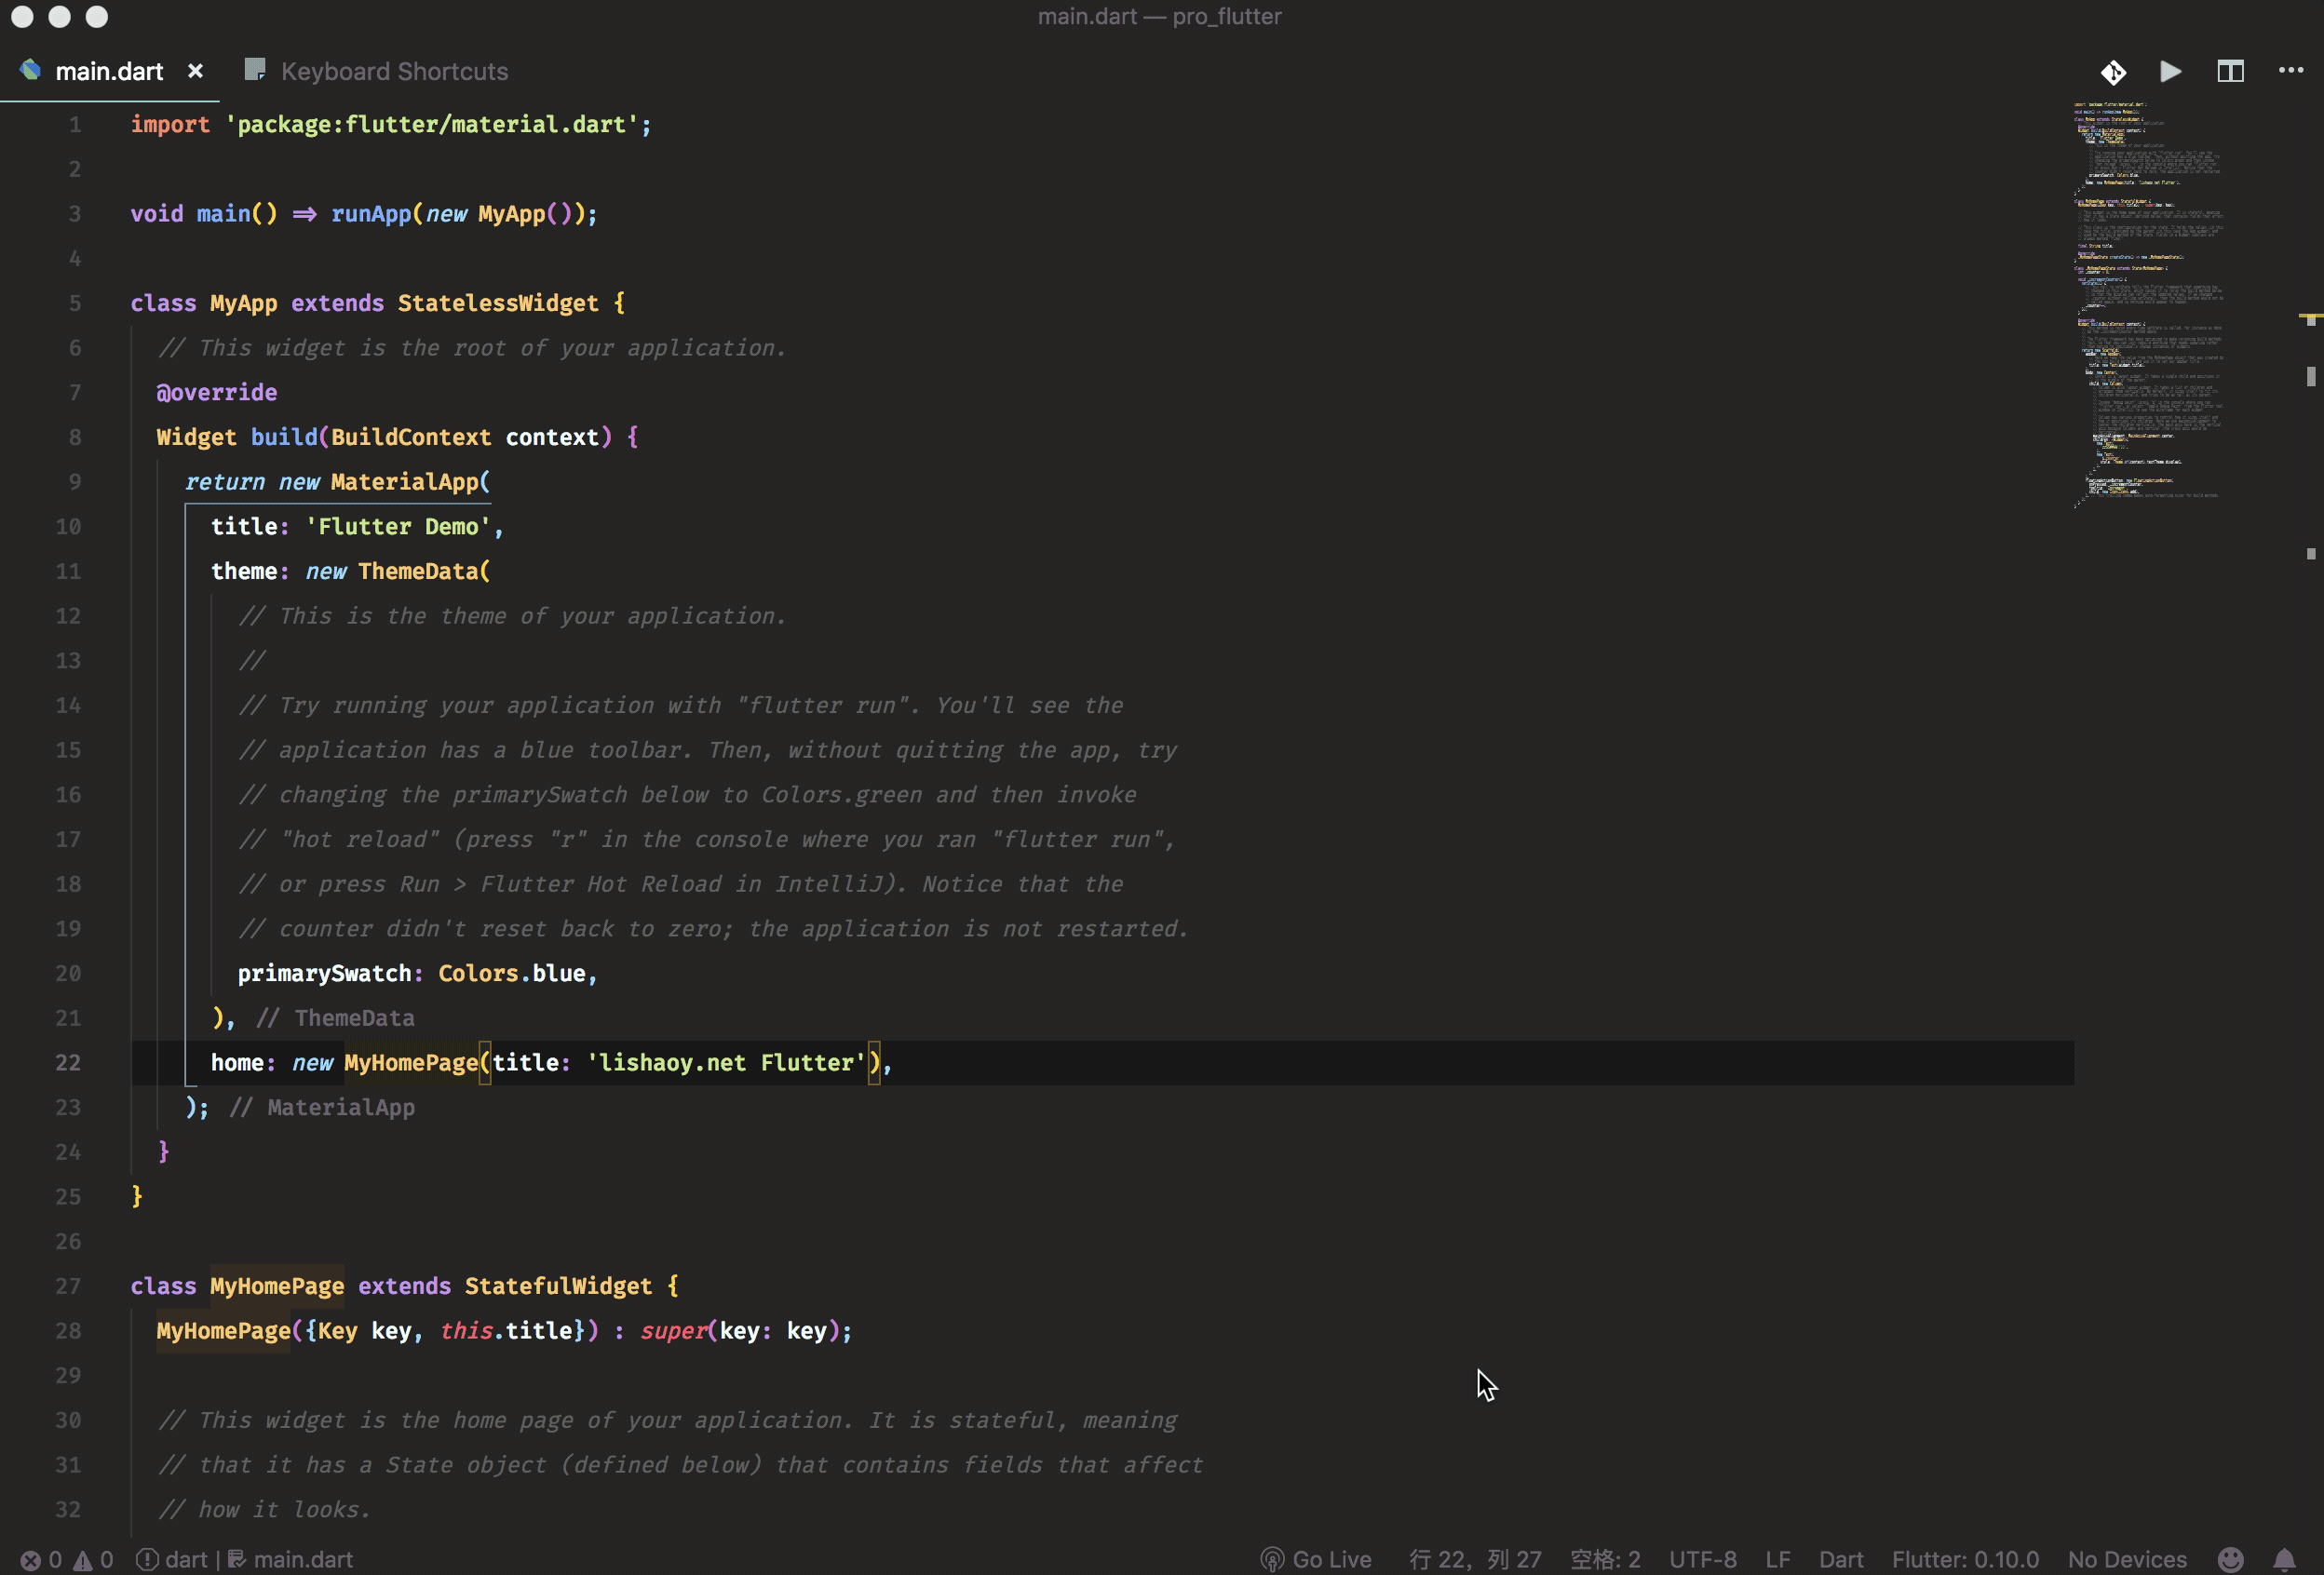 main.dart — pro_flutter
main.dart × Keyboard Shortcuts
1 import 'package:flutter/material.dart';
2
3 void main() => runApp(new MyApp());
4
5 class MyApp extends StatelessWidget {
6 // This widget is the root of your application.
7 @override
8 Widget build(BuildContext context) {
9 return new MaterialApp(
10 title: 'Flutter Demo',
11 theme: new ThemeData(
12 // This is the theme of your application.
13 //
14 // Try running your application with "flutter run". You'll see the
15 // application has a blue toolbar. Then, without quitting the app, try
16 // changing the primarySwatch below to Colors.green and then invoke
17 // "hot reload" (press "r" in the console where you ran "flutter run",
18 // or press Run > Flutter Hot Reload in IntelliJ). Notice that the
19 // counter didn't reset back to zero; the application is not restarted.
20 primarySwatch: Colors.blue,
21 ), // ThemeData
22 home: new MyHomePage(title: 'lishaoy.net Flutter'),
23 ); // MaterialApp
24 }
25 }
26
27 class MyHomePage extends StatefulWidget {
28 MyHomePage({Key key, this.title}) : super(key: key);
29
30 // This widget is the home page of your application. It is stateful, meaning
31 // that it has a State object (defined below) that contains fields that affect
32 // how it looks.
0 0 dart | main.dart Go Live 行 22，列 27 空格: 2 UTF-8 LF Dart Flutter: 0.10.0 No Devices